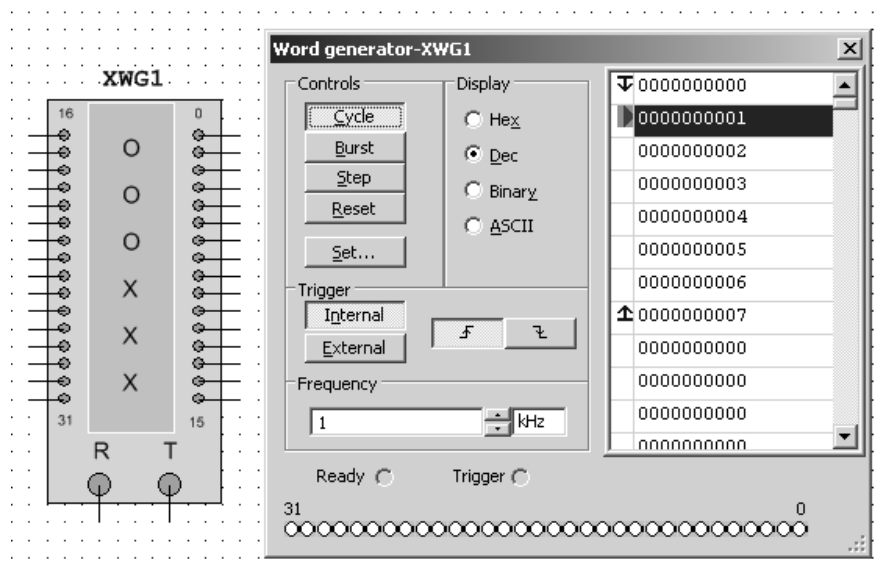 XWG1
16 0
O
O
O
X
X
X
31 15
R T
Word generator-XWG1
Controls
Cycle
Burst
Step
Reset
Set...
Display
Hex
Dec
Binary
ASCII
Trigger
Internal
External
Frequency
1 kHz
Ready Trigger
31 0
0000000000
0000000001
0000000002
0000000003
0000000004
0000000005
0000000006
0000000007
0000000000
0000000000
0000000000
0000000000